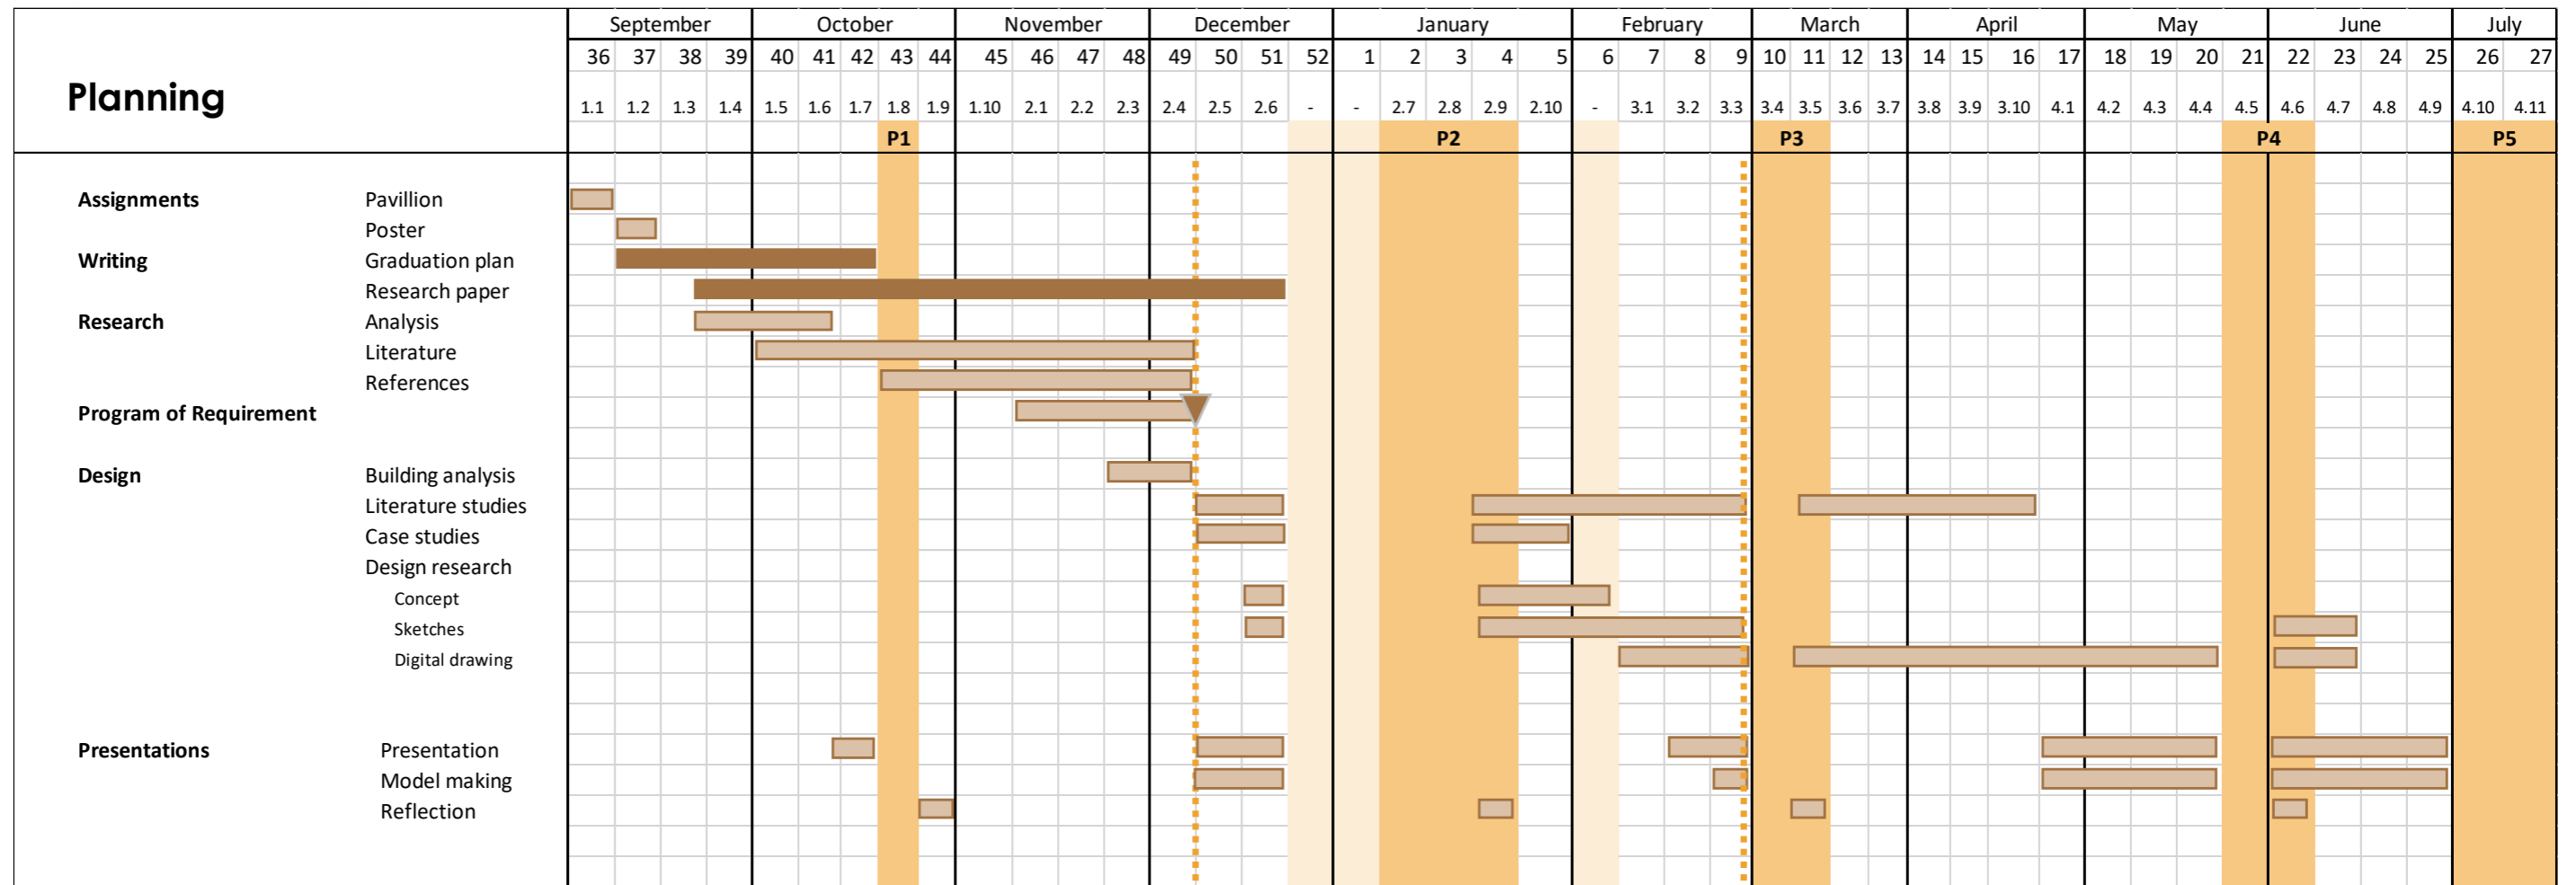 September October November December January February March April May June July
36 37 38 39 40 41 42 43 44 45 46 47 48 49 50 51 52 1 2 3 4 5 6 7 8 9 10 11 12 13 14 15 16 17 18 19 20 21 22 23 24 25 26 27
Planning
1.1 1.2 1.3 1.4 1.5 1.6 1.7 1.8 1.9 1.10 2.1 2.2 2.3 2.4 2.5 2.6 - - 2.7 2.8 2.9 2.10 - 3.1 3.2 3.3 3.4 3.5 3.6 3.7 3.8 3.9 3.10 4.1 4.2 4.3 4.4 4.5 4.6 4.7 4.8 4.9 4.10 4.11
P1 P2 P3 P4 P5
Assignments Pavillion
Poster
Writing Graduation plan
Research paper
Research Analysis
Literature
References
Program of Requirement
Design Building analysis
Literature studies
Case studies
Design research
Concept
Sketches
Digital drawing
Presentations Presentation
Model making
Reflection